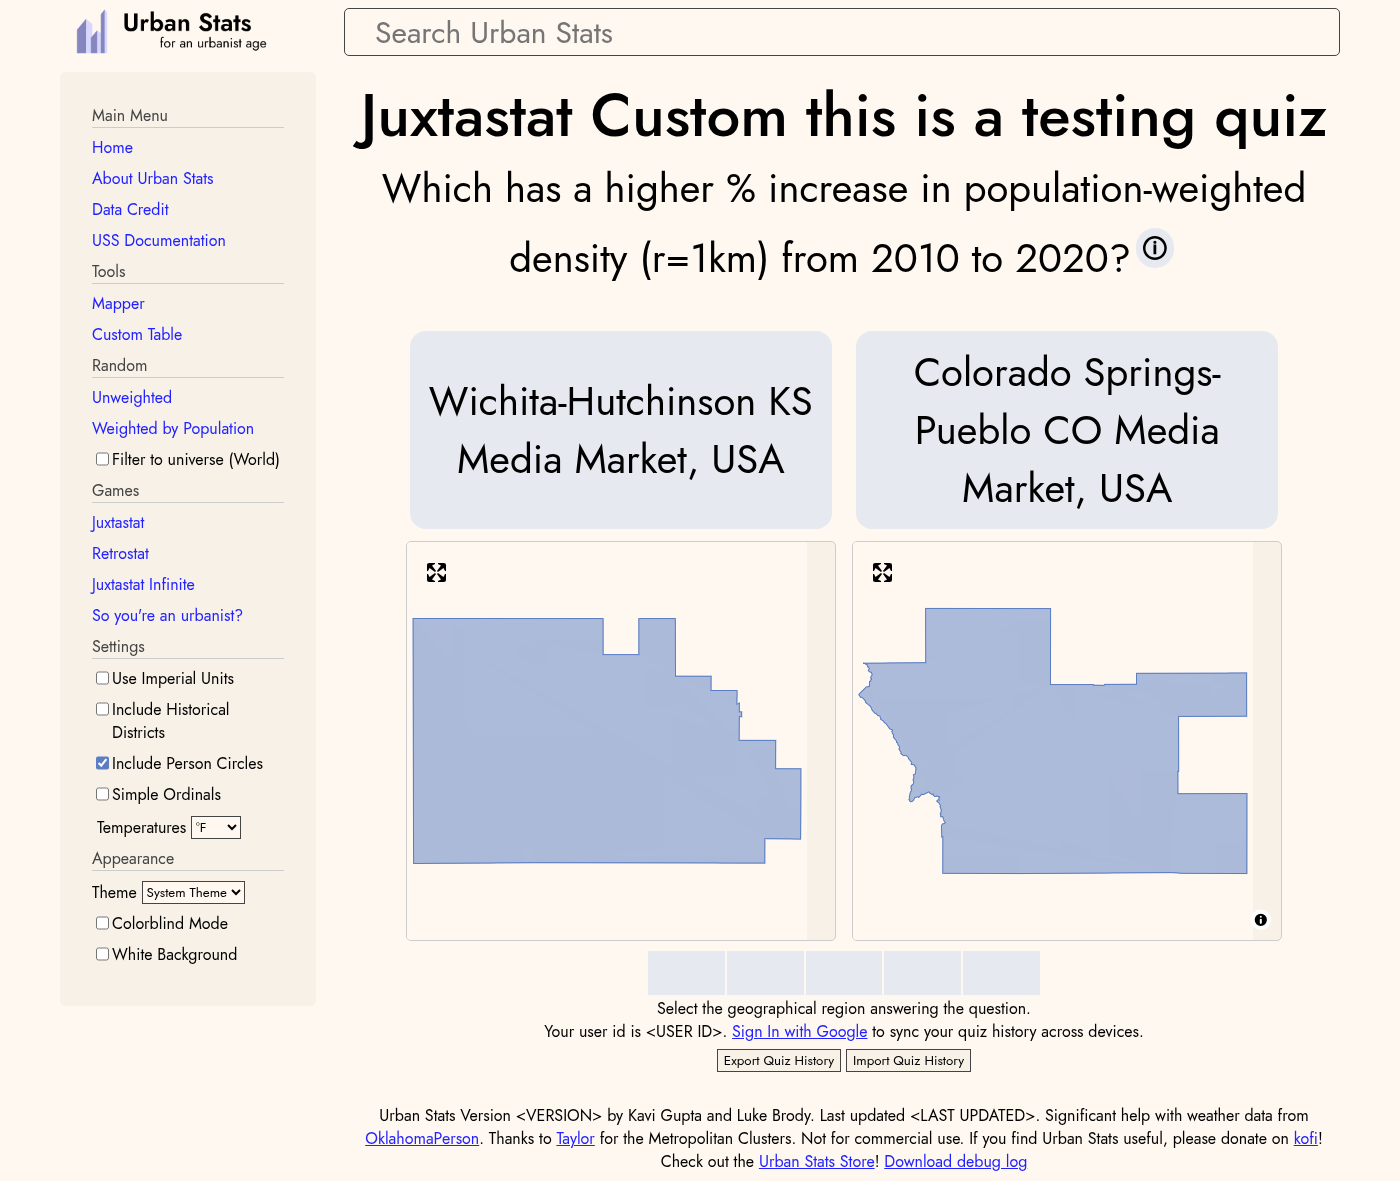 Urban Stats
for an urbanist age
Search Urban Stats
Main Menu
Home
About Urban Stats
Data Credit
USS Documentation
Tools
Mapper
Custom Table
Random
Unweighted
Weighted by Population
Filter to universe (World)
Games
Juxtastat
Retrostat
Juxtastat Infinite
So you're an urbanist?
Settings
Use Imperial Units
Include Historical
Districts
Include Person Circles
Simple Ordinals
Temperatures °F
Appearance
Theme System Theme
Colorblind Mode
White Background
Juxtastat Custom this is a testing quiz
Which has a higher % increase in population-weighted
density (r=1km) from 2010 to 2020?
Wichita-Hutchinson KS
Media Market, USA
Colorado Springs-
Pueblo CO Media
Market, USA
Select the geographical region answering the question.
Your user id is <USER ID>. Sign In with Google to sync your quiz history across devices.
Export Quiz History Import Quiz History
Urban Stats Version <VERSION> by Kavi Gupta and Luke Brody. Last updated <LAST UPDATED>. Significant help with weather data from
OklahomaPerson. Thanks to Taylor for the Metropolitan Clusters. Not for commercial use. If you find Urban Stats useful, please donate on kofi!
Check out the Urban Stats Store! Download debug log